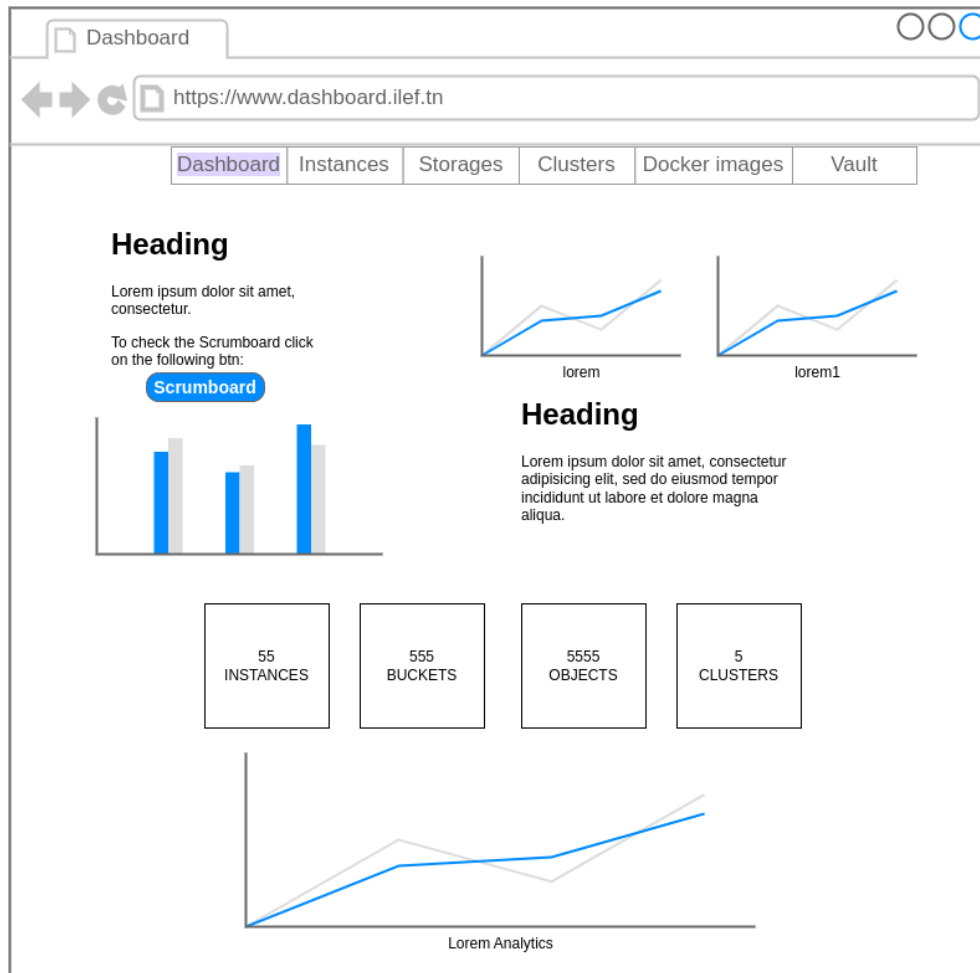 Dashboard
https://www.dashboard.ilef.tn
Dashboard Instances Storages Clusters Docker images Vault
Heading
Lorem ipsum dolor sit amet,
consectetur.
To check the Scrumboard click
on the following btn:
Scrumboard
lorem
lorem1
Heading
Lorem ipsum dolor sit amet, consectetur
adipisicing elit, sed do eiusmod tempor
incididunt ut labore et dolore magna
aliqua.
55
INSTANCES
555
BUCKETS
5555
OBJECTS
5
CLUSTERS
Lorem Analytics